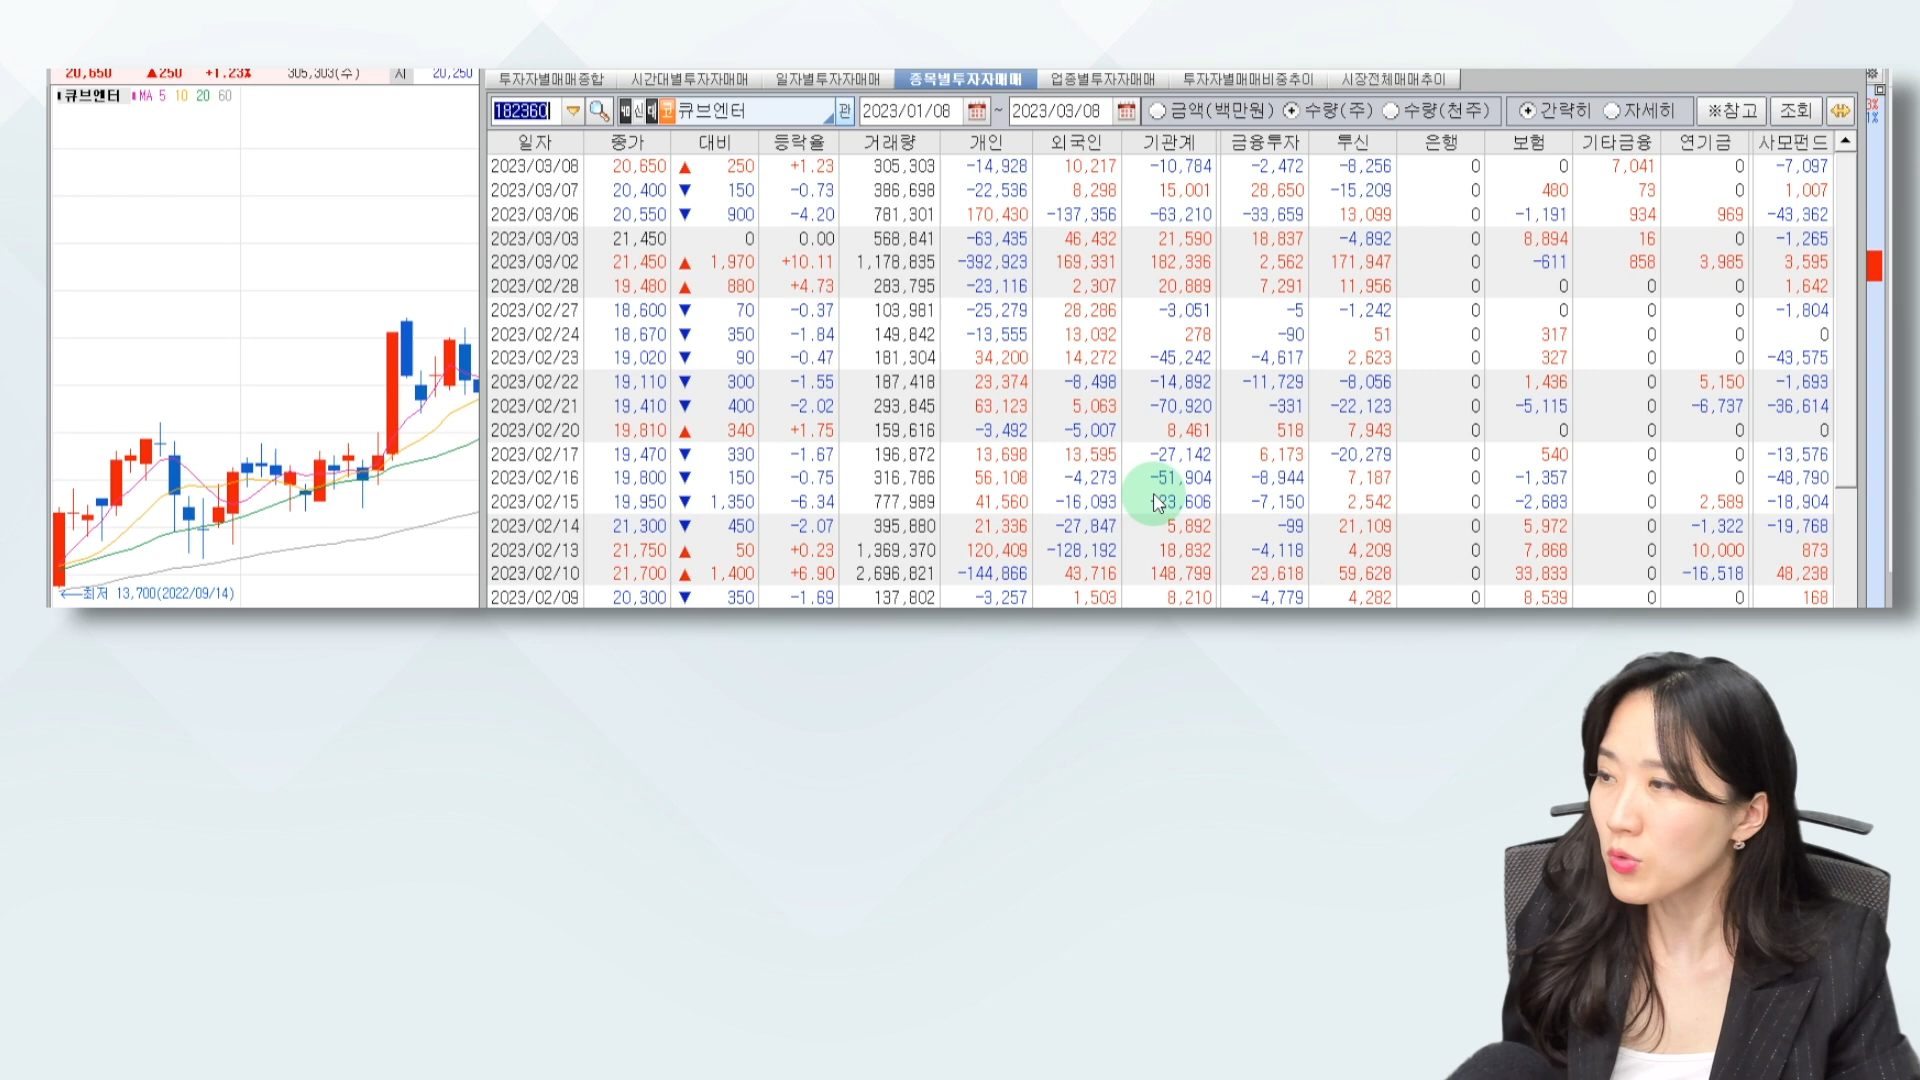 20,650 ▲250 +1.23% 305,303(주) 시 20,250
큐브엔터 MA 5 10 20 60
←최저 13,700(2022/09/14)
투자자별매매종합 시간대별투자자매매 일자별투자자매매 종목별투자자매매 업종별투자자매매 투자자별매매비중추이 시장전체매매추이
182360 신 대 큐브엔터 관 2023/01/08 ~ 2023/03/08 금액(백만원) 수량(주) 수량(천주) 간략히 자세히 ※참고 조회
일자 종가 대비 등락율 거래량 개인 외국인 기관계 금융투자 투신 은행 보험 기타금융 연기금 사모펀드
2023/03/08 20,650 ▲ 250 +1.23 305,303 -14,928 10,217 -10,784 -2,472 -8,256 0 0 7,041 0 -7,097
2023/03/07 20,400 ▼ 150 -0.73 386,698 -22,536 8,298 15,001 28,650 -15,209 0 480 73 0 1,007
2023/03/06 20,550 ▼ 900 -4.20 781,301 170,430 -137,356 -63,210 -33,659 13,099 0 -1,191 934 969 -43,362
2023/03/03 21,450 0 0.00 568,841 -63,435 46,432 21,590 18,837 -4,892 0 8,894 16 0 -1,265
2023/03/02 21,450 ▲ 1,970 +10.11 1,178,835 -392,923 169,331 182,336 2,562 171,947 0 -611 858 3,985 3,595
2023/02/28 19,480 ▲ 880 +4.73 283,795 -23,116 2,307 20,889 7,291 11,956 0 0 0 0 1,642
2023/02/27 18,600 ▼ 70 -0.37 103,981 -25,279 28,286 -3,051 -5 -1,242 0 0 0 0 -1,804
2023/02/24 18,670 ▼ 350 -1.84 149,842 -13,555 13,032 278 -90 51 0 317 0 0 0
2023/02/23 19,020 ▼ 90 -0.47 181,304 34,200 14,272 -45,242 -4,617 2,623 0 327 0 0 -43,575
2023/02/22 19,110 ▼ 300 -1.55 187,418 23,374 -8,498 -14,892 -11,729 -8,056 0 1,436 0 5,150 -1,693
2023/02/21 19,410 ▼ 400 -2.02 293,845 63,123 5,063 -70,920 -331 -22,123 0 -5,115 0 -6,737 -36,614
2023/02/20 19,810 ▲ 340 +1.75 159,616 -3,492 -5,007 8,461 518 7,943 0 0 0 0 0
2023/02/17 19,470 ▼ 330 -1.67 196,872 13,698 13,595 -27,142 6,173 -20,279 0 540 0 0 -13,576
2023/02/16 19,800 ▼ 150 -0.75 316,786 56,108 -4,273 -51,904 -8,944 7,187 0 -1,357 0 0 -48,790
2023/02/15 19,950 ▼ 1,350 -6.34 777,989 41,560 -16,093 -7,150 2,542 0 -2,683 0 2,589 -18,904
2023/02/14 21,300 ▼ 450 -2.07 395,880 21,336 -27,847 5,892 -99 21,109 0 5,972 0 -1,322 -19,768
2023/02/13 21,750 ▲ 50 +0.23 1,369,370 120,409 -128,192 18,832 -4,118 4,209 0 7,868 0 10,000 873
2023/02/10 21,700 ▲ 1,400 +6.90 2,696,821 -144,866 43,716 148,799 23,618 59,628 0 33,833 0 -16,518 48,238
2023/02/09 20,300 ▼ 350 -1.69 137,802 -3,257 1,503 8,210 -4,779 4,282 0 8,539 0 0 168